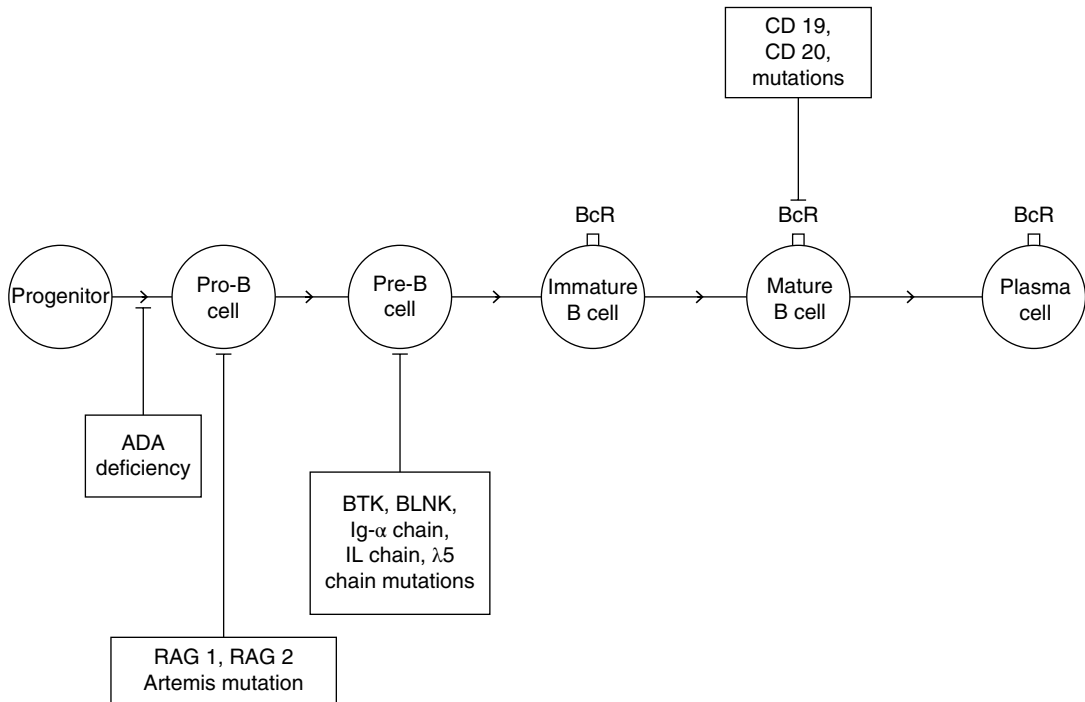 CD 19,
CD 20,
mutations
BcR
BcR
BcR
Progenitor
Pro-B
cell
Pre-B
cell
Immature
B cell
Mature
B cell
Plasma
cell
ADA
deficiency
BTK, BLNK,
Ig-α chain,
IL chain, λ5
chain mutations
RAG 1, RAG 2
Artemis mutation